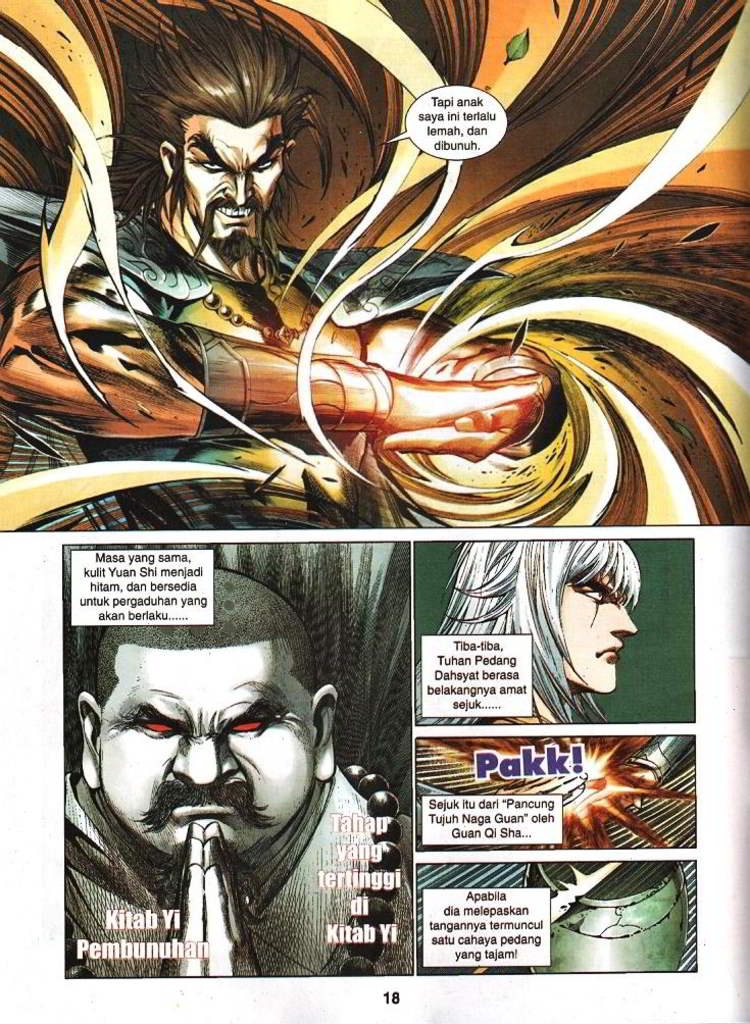 Tapi anak
saya ini terlalu
lemah, dan
dibunuh.
Masa yang sama,
kulit Yuan Shi menjadi
hitam, dan bersedia
untuk pergaduhan yang
akan berlaku......
Tahap
yang
tertinggi
di
Kitab Yi
Kitab Yi
Pembunuhan
Tiba-tiba,
Tuhan Pedang
Dahsyat berasa
belakangnya amat
sejuk......
Pakk!
Sejuk itu dari "Pancung
Tujuh Naga Guan" oleh
Guan Qi Sha...
Apabila
dia melepaskan
tangannya termuncul
satu cahaya pedang
yang tajam!
18